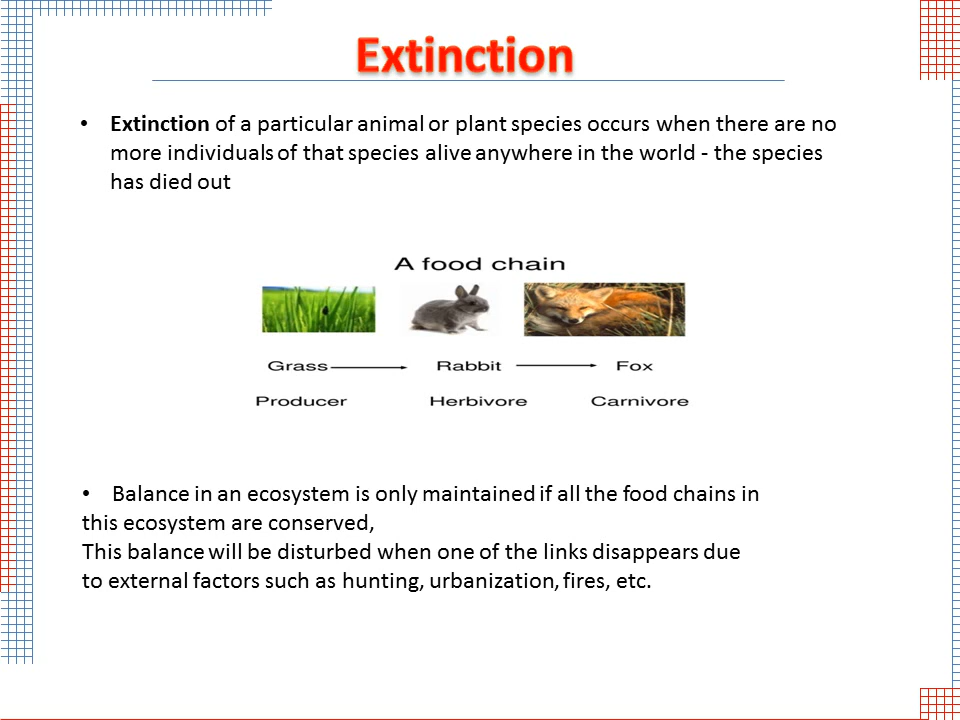 Extinction
• Extinction of a particular animal or plant species occurs when there are no
more individuals of that species alive anywhere in the world - the species
has died out
A food chain
Grass Rabbit Fox
Producer Herbivore Carnivore
• Balance in an ecosystem is only maintained if all the food chains in
this ecosystem are conserved,
This balance will be disturbed when one of the links disappears due
to external factors such as hunting, urbanization, fires, etc.